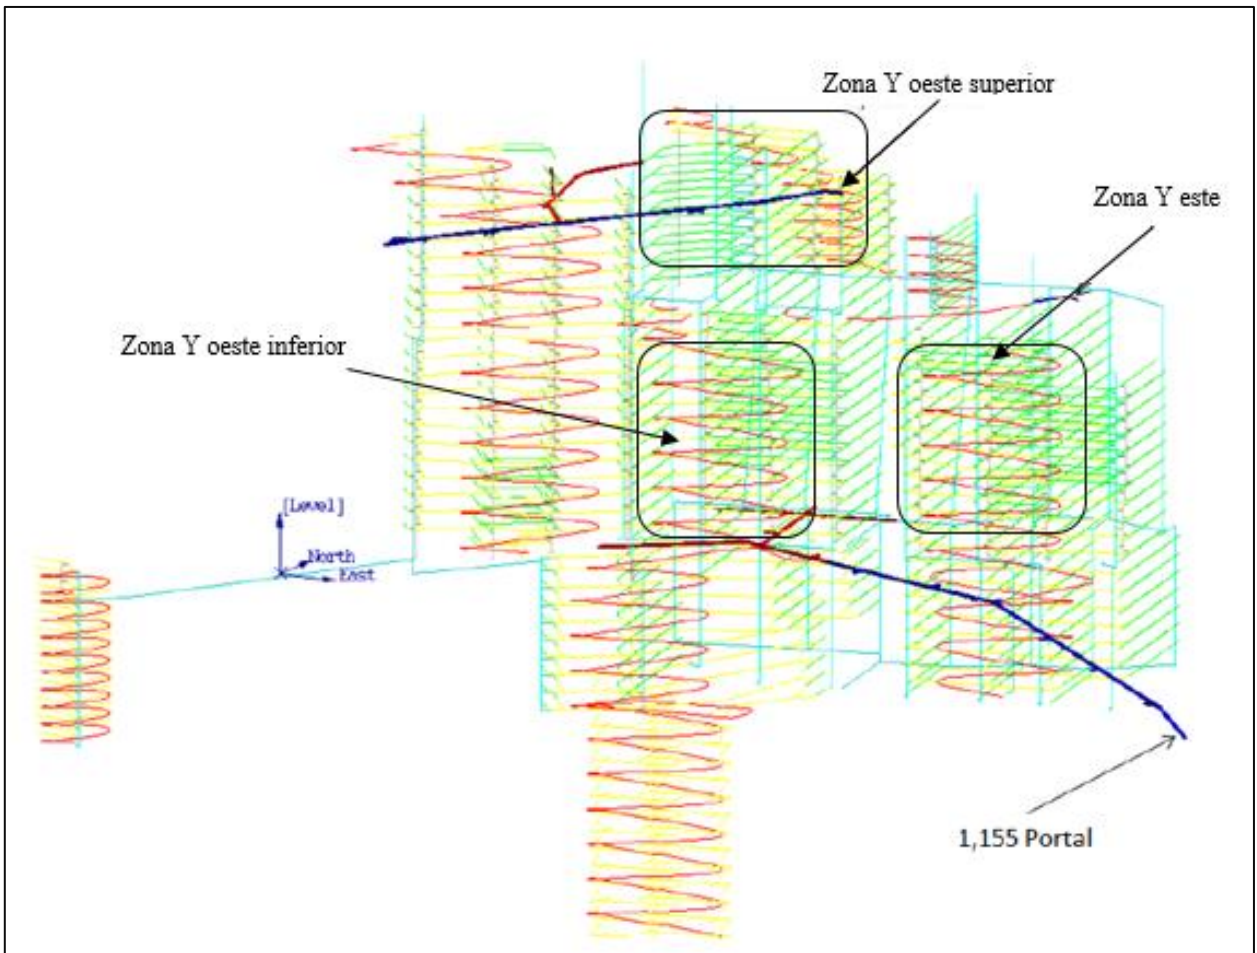 Zona Y oeste superior
Zona Y este
Zona Y oeste inferior
[Level]
North
East
1,155 Portal